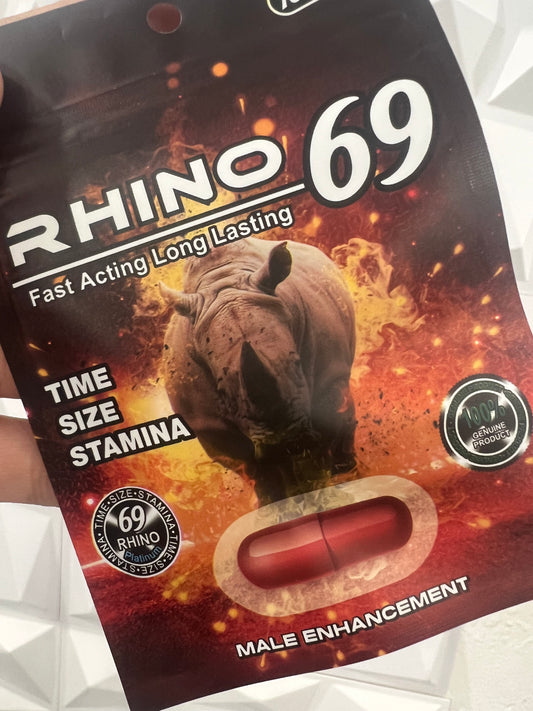 RHINO 69
Fast Acting Long Lasting
TIME
SIZE
STAMINA
100%
GENUINE
PRODUCT
TIME•SIZE•STAMINA•TIME•SIZE•STAMINA•
69
RHINO
Platinum
MALE ENHANCEMENT